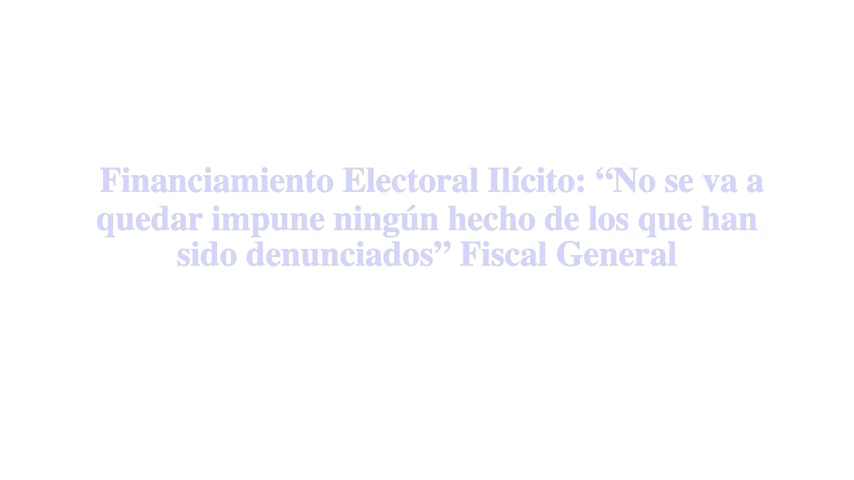 Financiamiento Electoral Ilícito: “No se va a
quedar impune ningún hecho de los que han
sido denunciados” Fiscal General